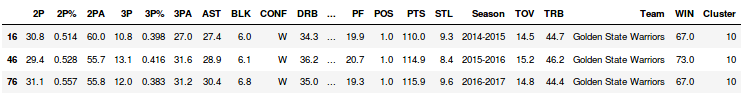 2P 2P% 2PA 3P 3P% 3PA AST BLK CONF DRB ... PF POS PTS STL Season TOV TRB Team WIN Cluster
16 30.8 0.514 60.0 10.8 0.398 27.0 27.4 6.0 W 34.3 ... 19.9 1.0 110.0 9.3 2014-2015 14.5 44.7 Golden State Warriors 67.0 10
46 29.2 0.528 55.7 13.1 0.416 31.6 28.9 6.1 W 36.4 ... 20.7 1.0 114.9 8.4 2015-2016 15.2 46.2 Golden State Warriors 73.0 10
76 31.1 0.557 55.8 12.0 0.383 31.2 30.4 6.8 W 35.0 ... 19.3 1.0 115.9 9.6 2016-2017 14.8 44.4 Golden State Warriors 67.0 10